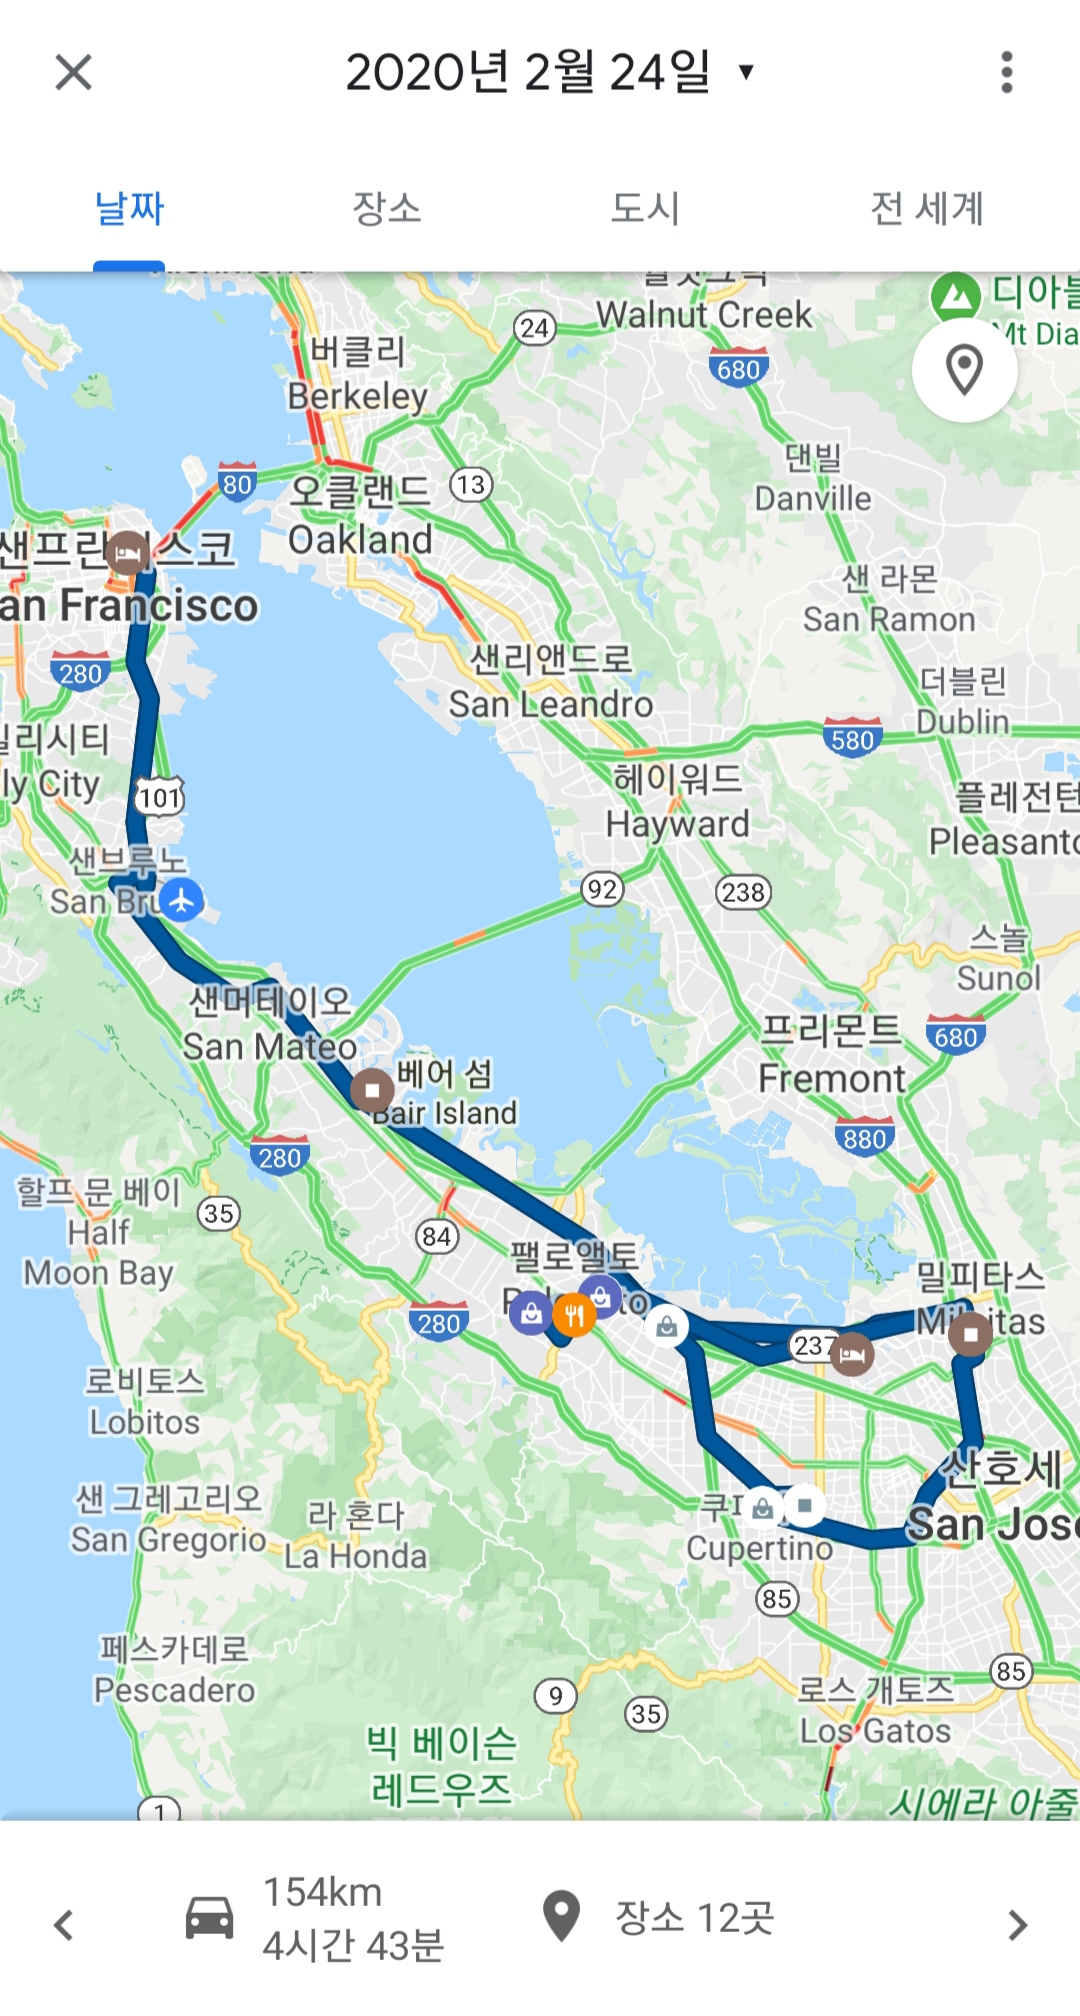 2020년 2월 24일 ▼
날짜
장소
도시
전 세계
Walnut Creek
디아블
Mt Dia
24
680
버클리
Berkeley
댄빌
Danville
80
오클랜드
Oakland
13
샌프란 스코
an Francisco
샌 라몬
San Ramon
280
샌리앤드로
San Leandro
더블린
Dublin
580
리시티
ly City
101
헤이워드
Hayward
플레전턴
Pleasanto
샌브루노
San Bru
92
238
스놀
Sunol
샌머테이오
San Mateo
프리몬트
Fremont
680
베어 섬
Bair Island
880
280
할프 문 베이
Half
Moon Bay
35
84
팰로앨토
P to
밀피타스
Mi itas
280
237
로비토스
Lobitos
산호세
San Jose
샌 그레고리오
San Gregorio
라 혼다
La Honda
쿠
Cupertino
85
페스카데로
Pescadero
9
35
85
로스 개토즈
Los Gatos
빅 베이슨
레드우즈
시에라 아줄
1
154km
4시간 43분
장소 12곳